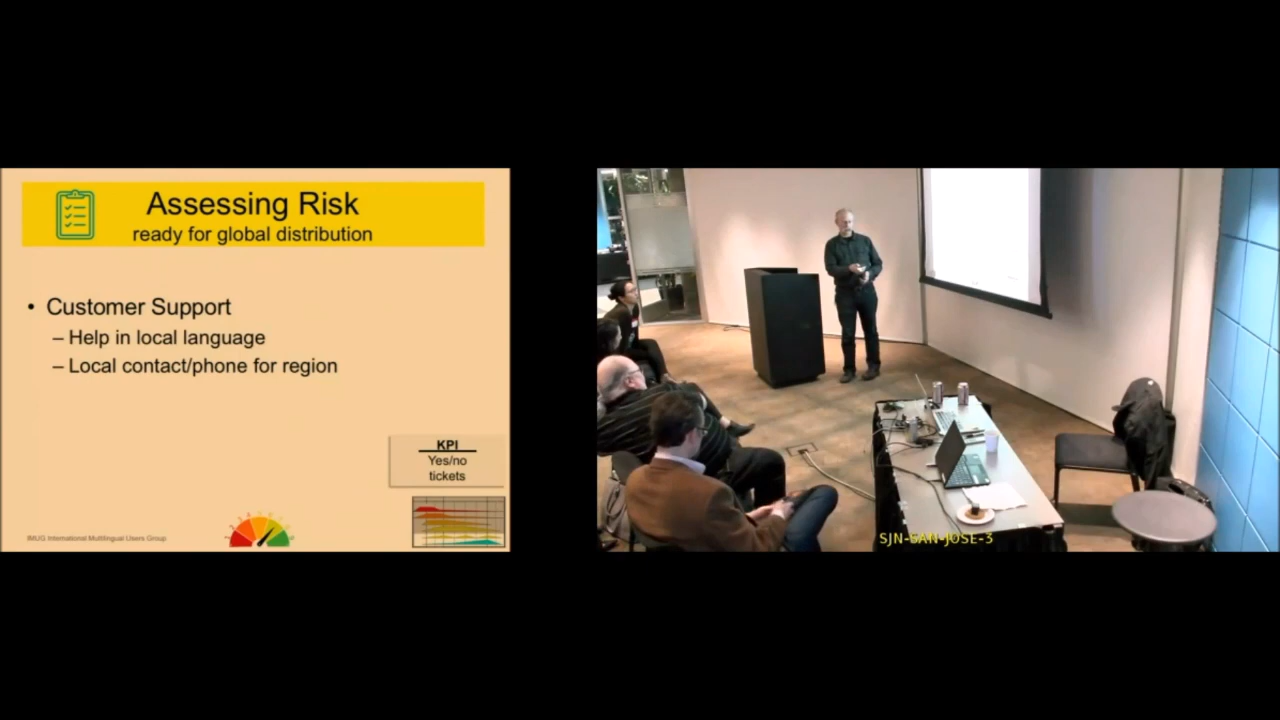 Assessing Risk
ready for global distribution
• Customer Support
– Help in local language
– Local contact/phone for region
KPI
Yes/no
tickets
IMUG International Multilingual Users Group
SJN-SAN-JOSE-3